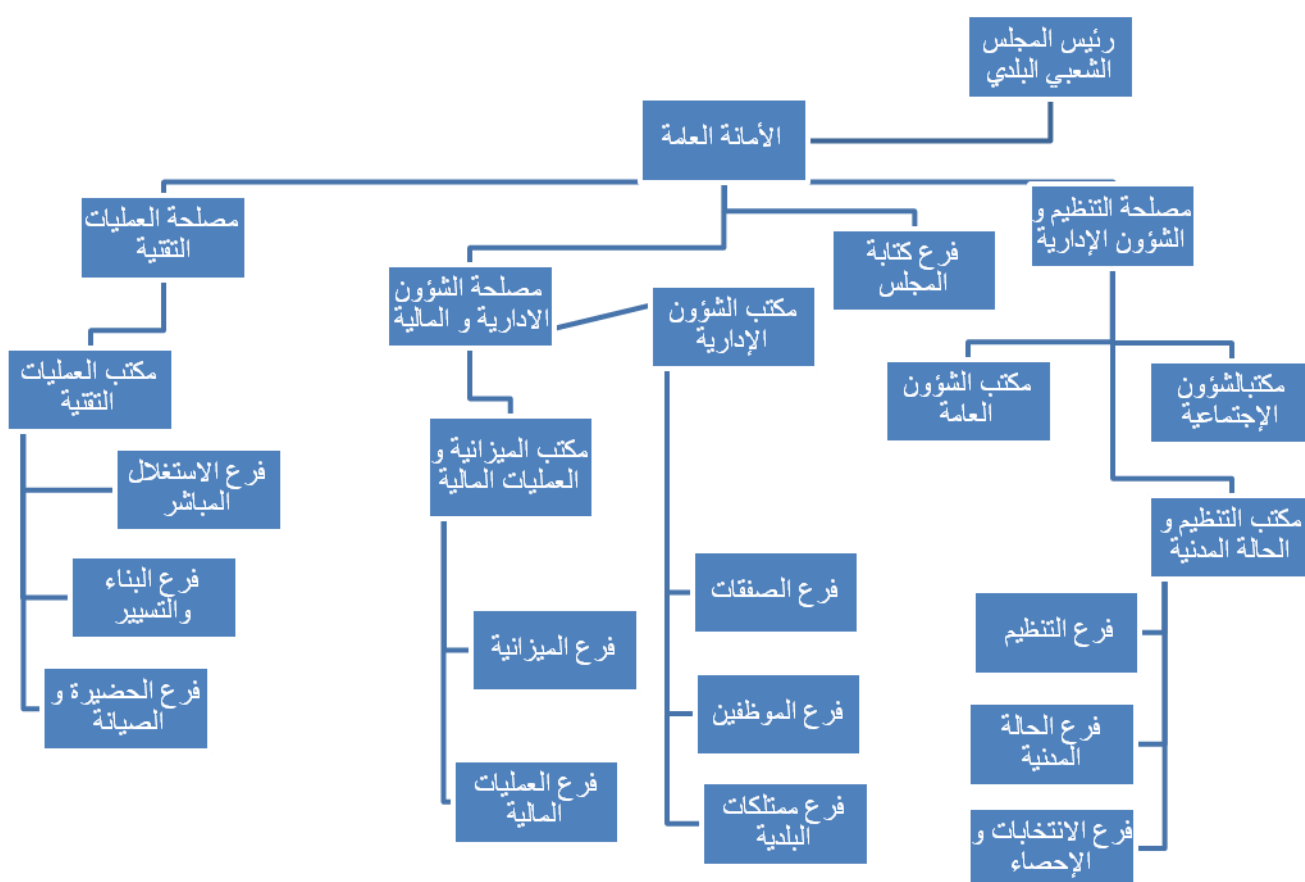 رئيس المجلس
الشعبي البلدي
الأمانة العامة
مصلحة التنظيم و
الشؤون الإدارية
فرع كتابة
المجلس
مصلحة الشؤون
الادارية و المالية
مصلحة العمليات
التقنية
مكتبالشؤون
الإجتماعية
مكتب الشؤون
العامة
مكتب التنظيم و
الحالة المدنية
فرع التنظيم
فرع الحالة
المدنية
فرع الانتخابات و
الإحصاء
مكتب الشؤون
الإدارية
فرع الصفقات
فرع الموظفين
فرع ممتلكات
البلدية
مكتب الميزانية و
العمليات المالية
فرع الميزانية
فرع العمليات
المالية
مكتب العمليات
التقنية
فرع الاستغلال
المباشر
فرع البناء
والتسيير
فرع الحضيرة و
الصيانة